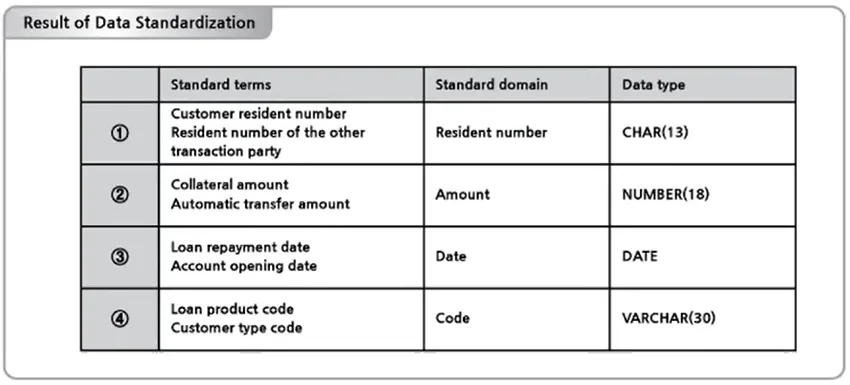 Result of Data Standardization
Standard terms Standard domain Data type
Customer resident number
① Resident number of the other Resident number CHAR(13)
transaction party
② Collateral amount Amount NUMBER(18)
Automatic transfer amount
③ Loan repayment date Date DATE
Account opening date
④ Loan product code Code VARCHAR(30)
Customer type code